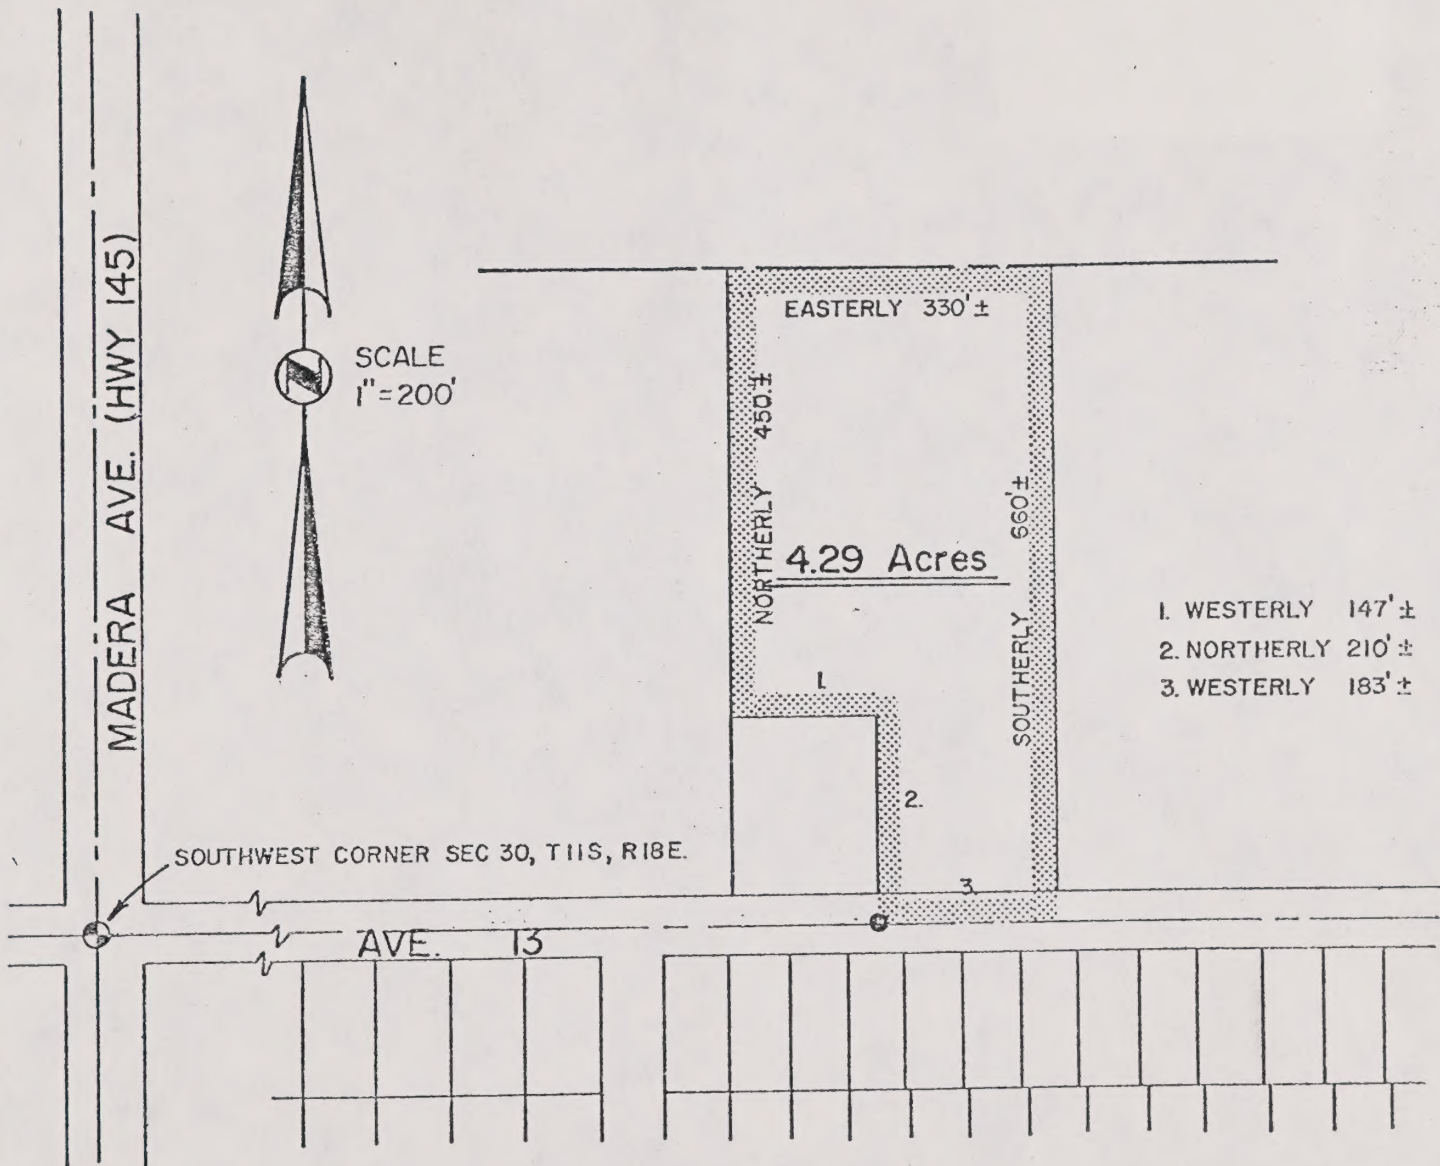 MADERA AVE. (HWY 145)
N
SCALE
1"=200'
EASTERLY 330'±
NORTHERLY 450'±
4.29 Acres
SOUTHERLY 660'±
1. WESTERLY 147'±
2. NORTHERLY 210'±
3. WESTERLY 183'±
1.
2.
3.
SOUTHWEST CORNER SEC 30, T11S, R18E.
AVE. 13